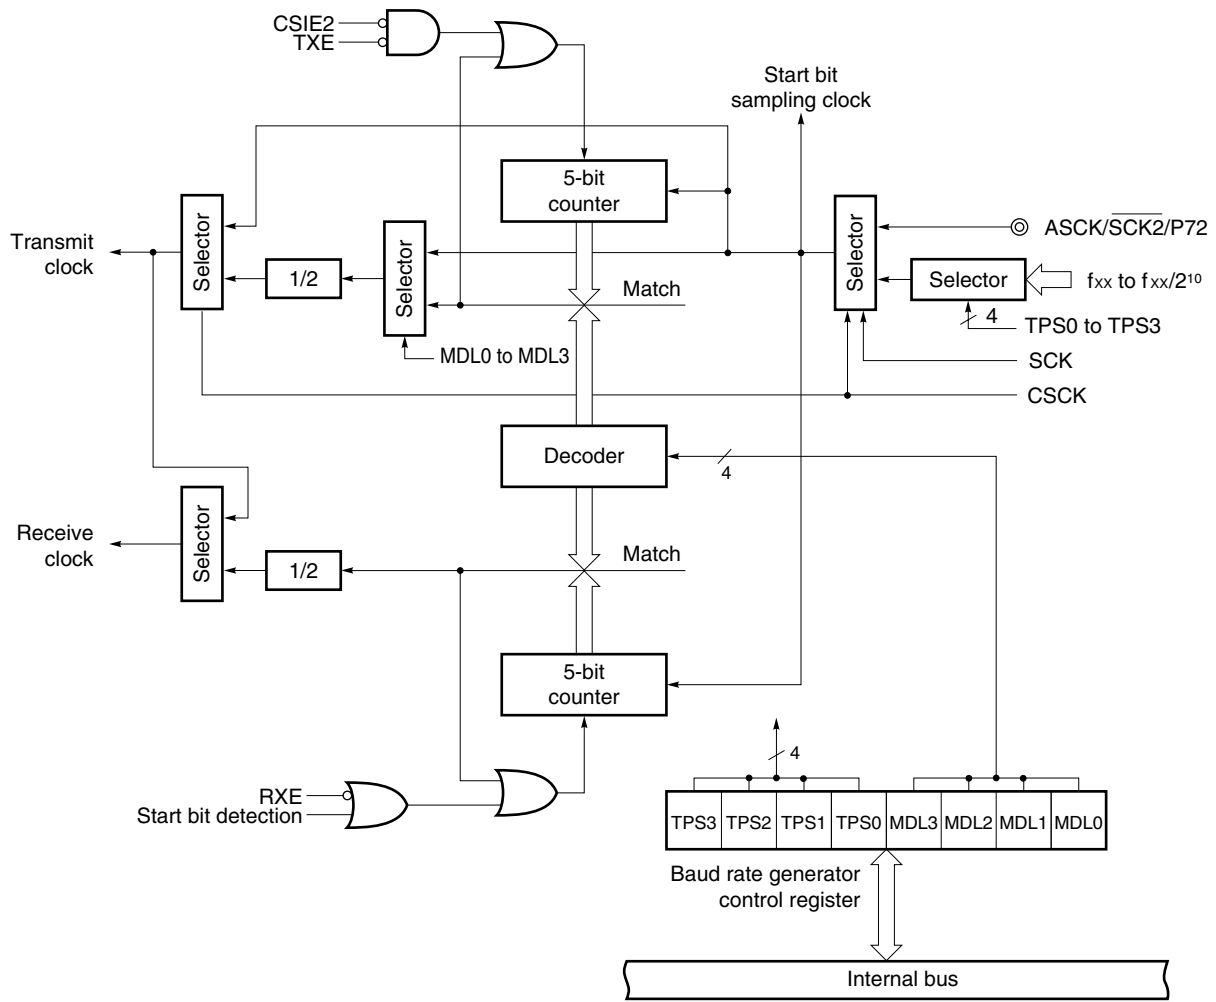 CSIE2
TXE
Start bit
sampling clock
5-bit
counter
Selector
Selector
Selector
ASCK/SCK2/P72
Transmit
clock
1/2
Selector
fxx to fxx/2¹⁰
Match
4
TPS0 to TPS3
MDL0 to MDL3
SCK
CSCK
Decoder
4
Receive
clock
Selector
1/2
Match
5-bit
counter
4
RXE
Start bit detection
TPS3 TPS2 TPS1 TPS0 MDL3 MDL2 MDL1 MDL0
Baud rate generator
control register
Internal bus